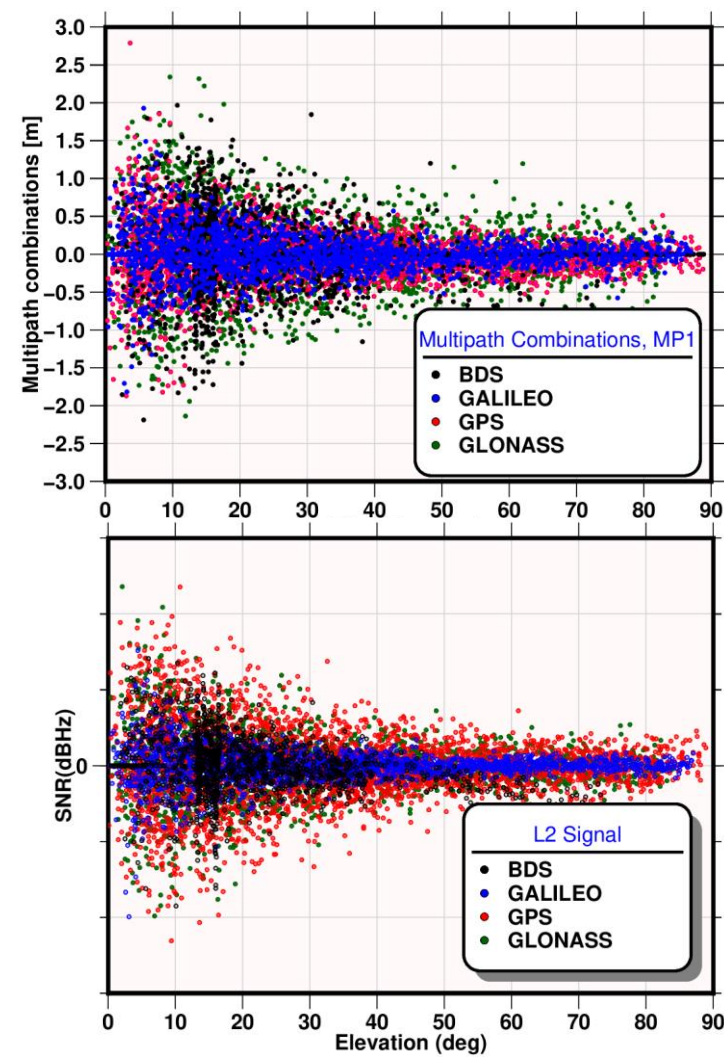 3.0
2.5
2.0
1.5
1.0
0.5
0.0
−0.5
−1.0
−1.5
−2.0
−2.5
−3.0
Multipath combinations [m]
Multipath Combinations, MP1
BDS
GALILEO
GPS
GLONASS
0 10 20 30 40 50 60 70 80 90
0
SNR(dBHz)
L2 Signal
BDS
GALILEO
GPS
GLONASS
0 10 20 30 40 50 60 70 80 90
Elevation (deg)